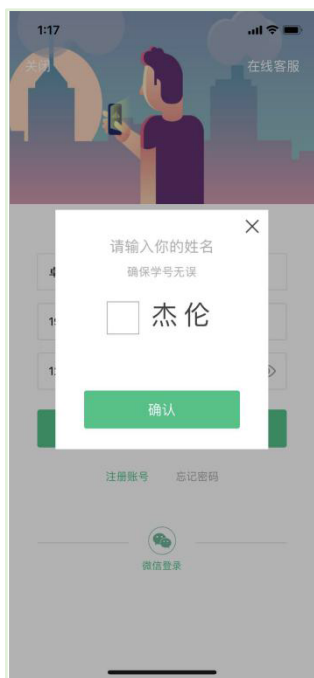 1:17
关闭
在线客服
请输入你的姓名
确保学号无误
杰伦
确认
注册账号 忘记密码
微信登录